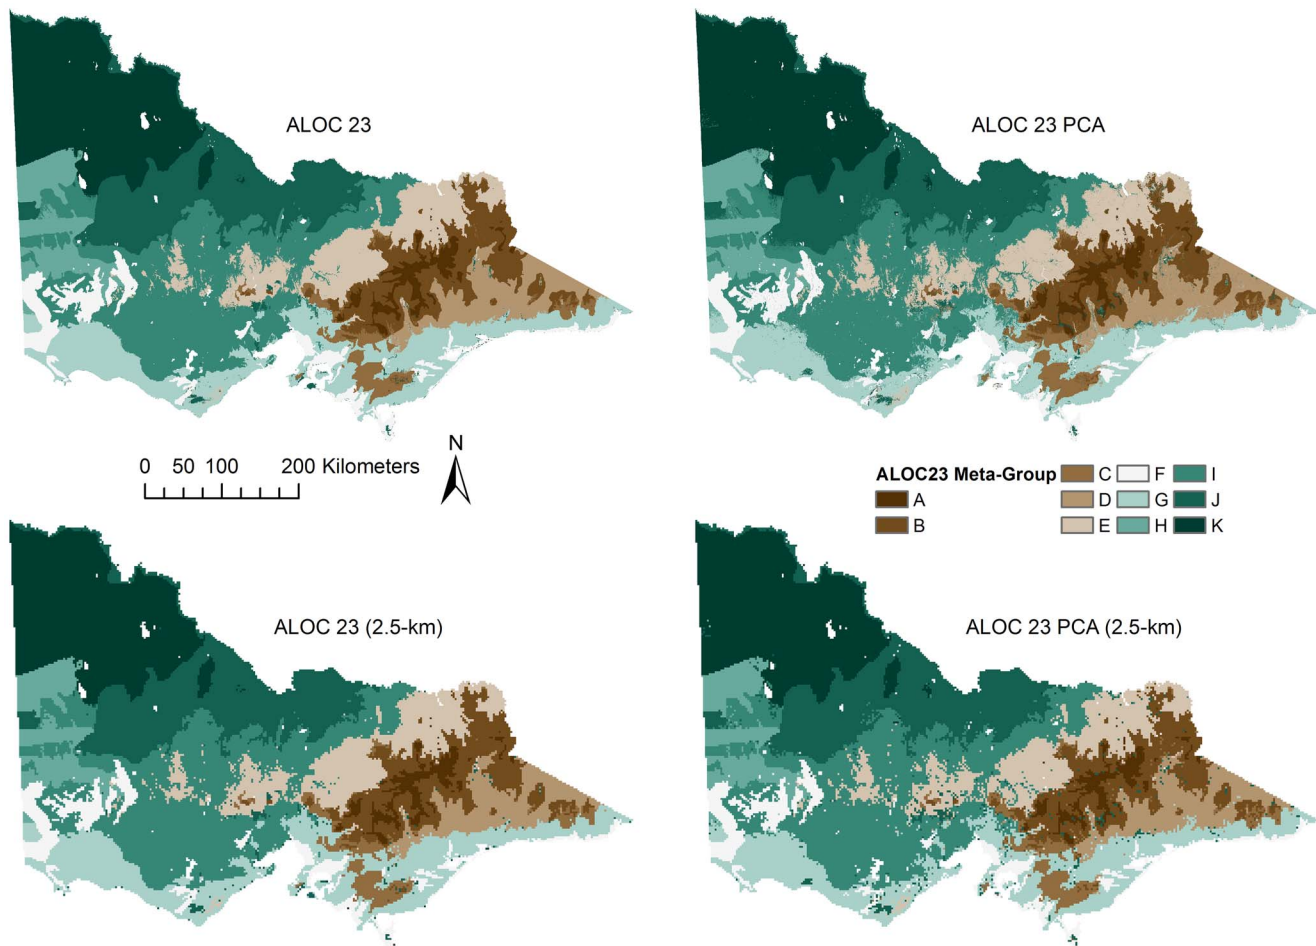 ALOC 23
ALOC 23 PCA
N
0 50 100 200 Kilometers
ALOC23 Meta-Group
A
B
C
D
E
F
G
H
I
J
K
ALOC 23 (2.5-km)
ALOC 23 PCA (2.5-km)